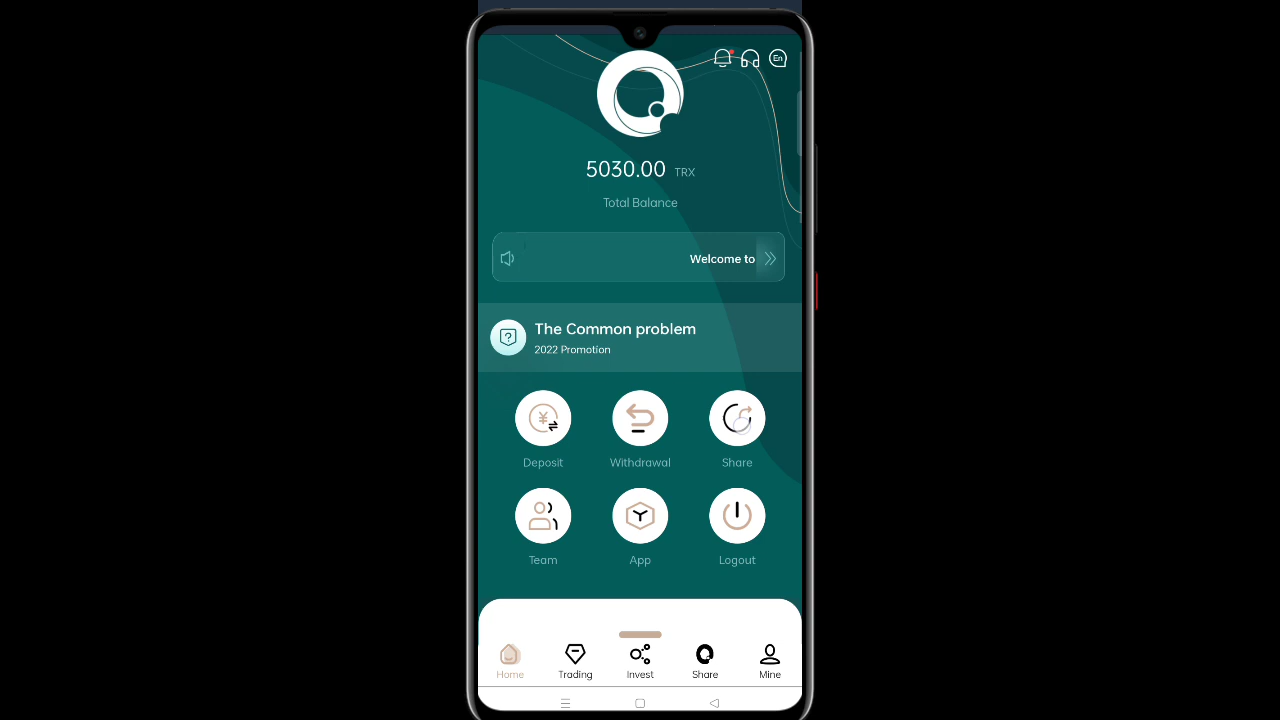 En
5030.00 TRX
Total Balance
Welcome to
The Common problem
2022 Promotion
Deposit
Withdrawal
Share
Team
App
Logout
Home
Trading
Invest
Share
Mine